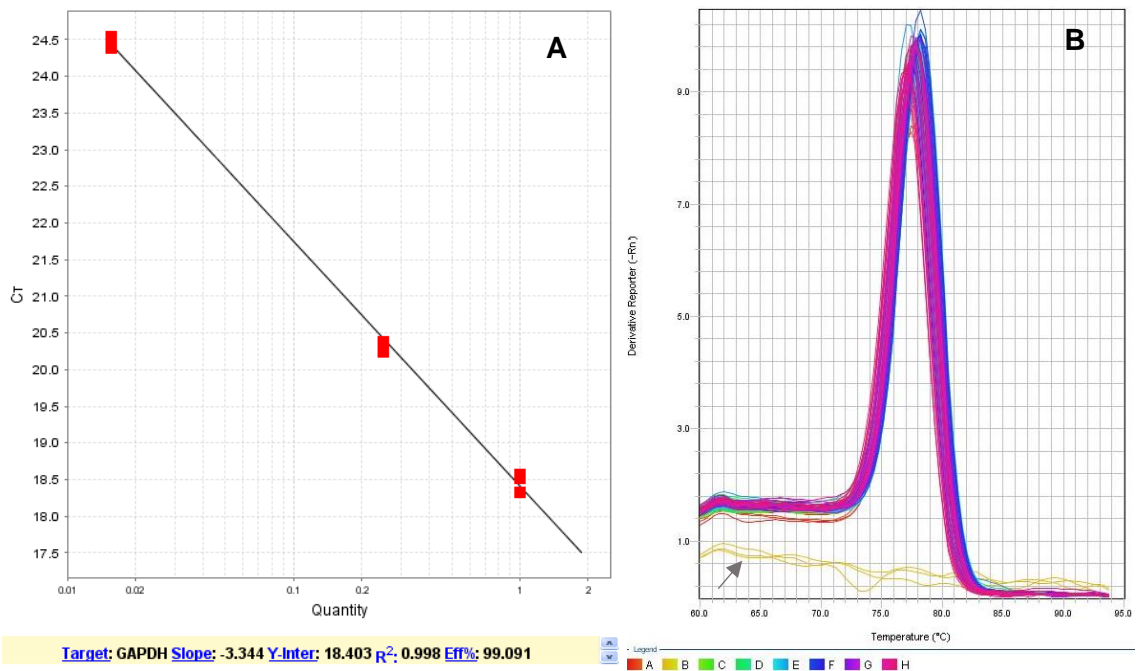 A
24.5
24.0
23.5
23.0
22.5
22.0
21.5
21.0
20.5
20.0
19.5
19.0
18.5
18.0
17.5
CT
0.01 0.02 0.1 0.2 1 2
Quantity
Target: GAPDH Slope: -3.344 Y-Inter: 18.403 R2: 0.998 Eff%: 99.091
B
9.0
7.0
5.0
3.0
1.0
Derivative Reporter (-Rn')
60.0 65.0 70.0 75.0 80.0 85.0 90.0 95.0
Temperature (°C)
Legend
A B C D E F G H